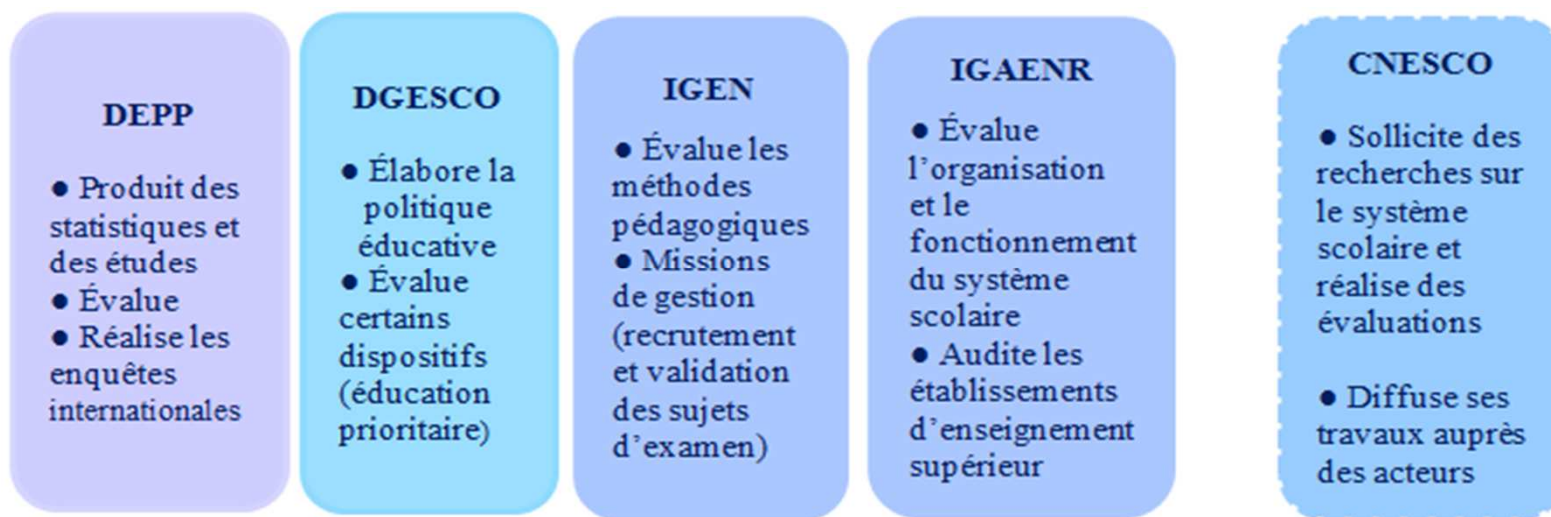 DEPP
● Produit des
statistiques et
des études
● Évalue
● Réalise les
enquêtes
internationales
DGESCO
● Élabore la
politique
éducative
● Évalue
certains
dispositifs
(éducation
prioritaire)
IGEN
● Évalue les
méthodes
pédagogiques
● Missions
de gestion
(recrutement
et validation
des sujets
d'examen)
IGAENR
● Évalue
l'organisation
et le
fonctionnement
du système
scolaire
● Audite les
établissements
d'enseignement
supérieur
CNESCO
● Sollicite des
recherches sur
le système
scolaire et
réalise des
évaluations
● Diffuse ses
travaux auprès
des acteurs